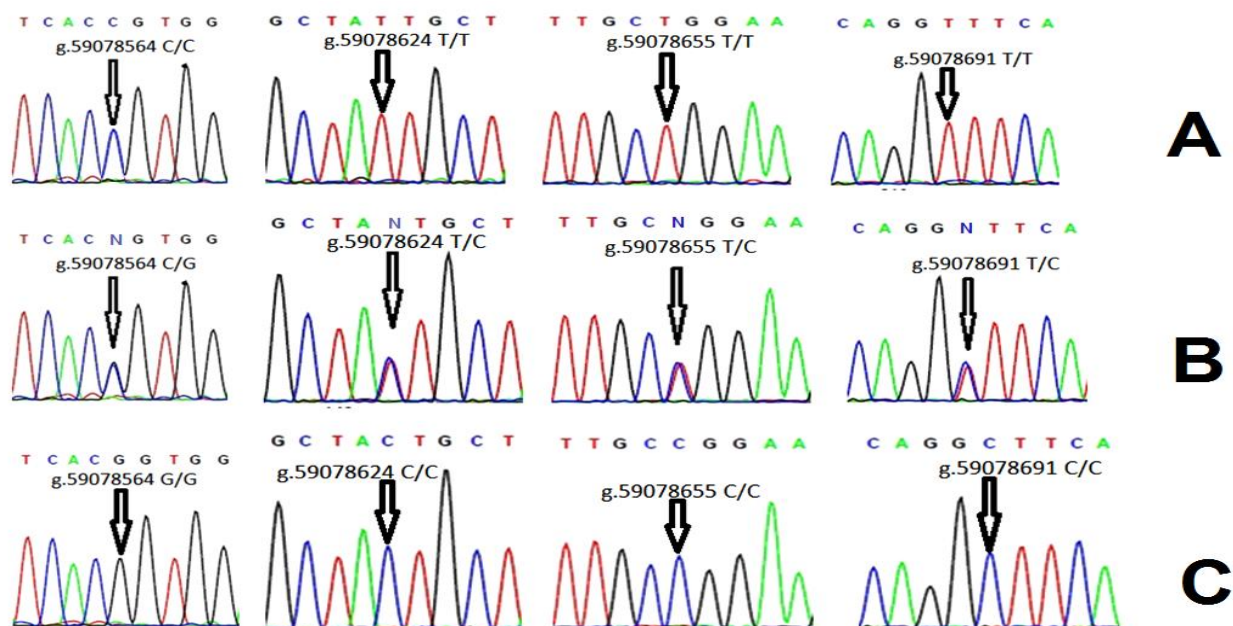 T C A C C G T G G
g.59078564 C/C
G C T A T T G C T
g.59078624 T/T
T T G C T G G A A
g.59078655 T/T
C A G G T T T C A
g.59078691 T/T
A
T C A C N G T G G
g.59078564 C/G
G C T A N T G C T
g.59078624 T/C
T T G C N G G A A
g.59078655 T/C
C A G G N T T C A
g.59078691 T/C
B
T C A C G G T G G
g.59078564 G/G
G C T A C T G C T
g.59078624 C/C
T T G C C G G A A
g.59078655 C/C
C A G G C T T C A
g.59078691 C/C
C